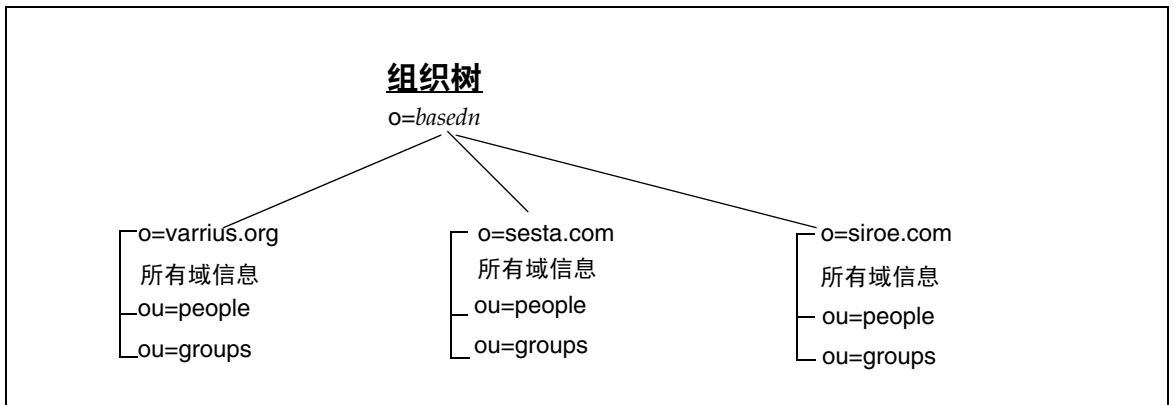 组织树
o=basedn
o=varrius.org
所有域信息
ou=people
ou=groups
o=sesta.com
所有域信息
ou=people
ou=groups
o=siroe.com
所有域信息
ou=people
ou=groups